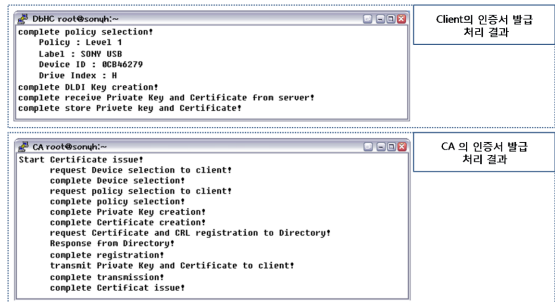 DbHC root@sonyh:~
complete policy selection!
Policy : Level 1
Label : SONY USB
Device ID : 0CB46279
Drive Index : H
complete DLDI Key creation!
complete receive Private Key and Certificate from server!
complete store Privete key and Certificate!
Client의 인증서 발급
처리 결과
CA root@sonyh:~
Start Certificate issue!
request Device selection to client!
complete Device selection!
request policy selection to client!
complete policy selection!
complete Private Key creation!
complete Certificate creation!
request Certificate and CRL registration to Directory!
Response from Directory!
complete registration!
transmit Private Key and Certificate to client!
complete transmission!
complete Certificat issue!
CA 의 인증서 발급
처리 결과